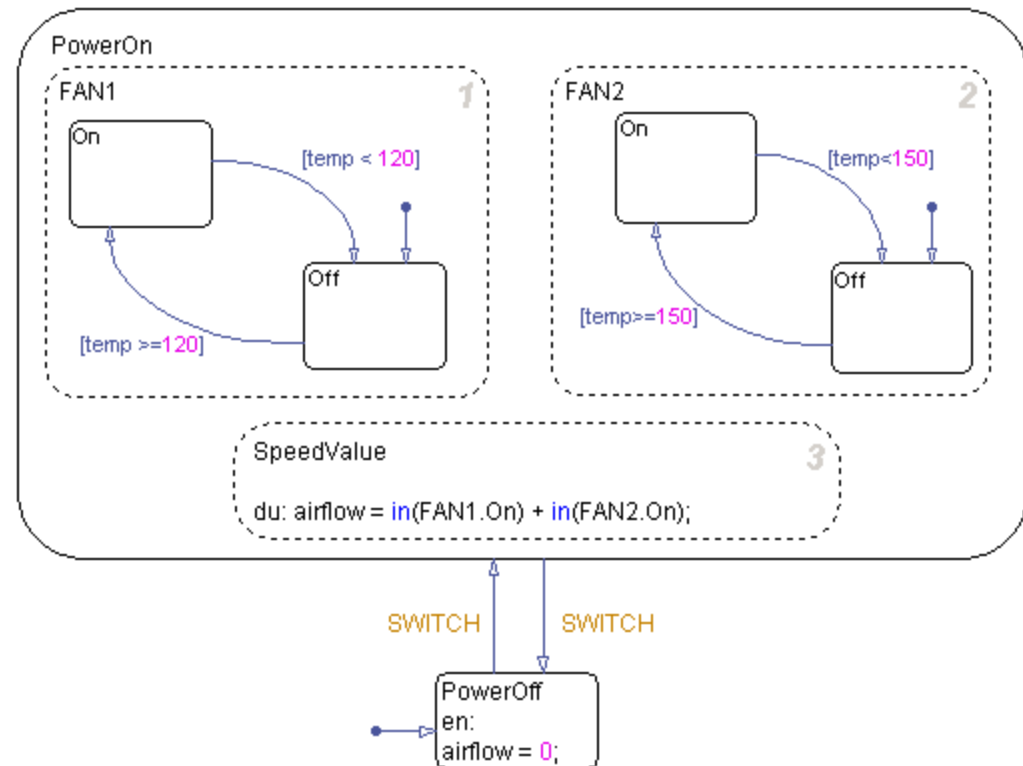 PowerOn
FAN1
1
On
[temp < 120]
Off
[temp >=120]
FAN2
2
On
[temp<150]
Off
[temp>=150]
SpeedValue
3
du: airflow = in(FAN1.On) + in(FAN2.On);
SWITCH
SWITCH
PowerOff
en:
airflow = 0;